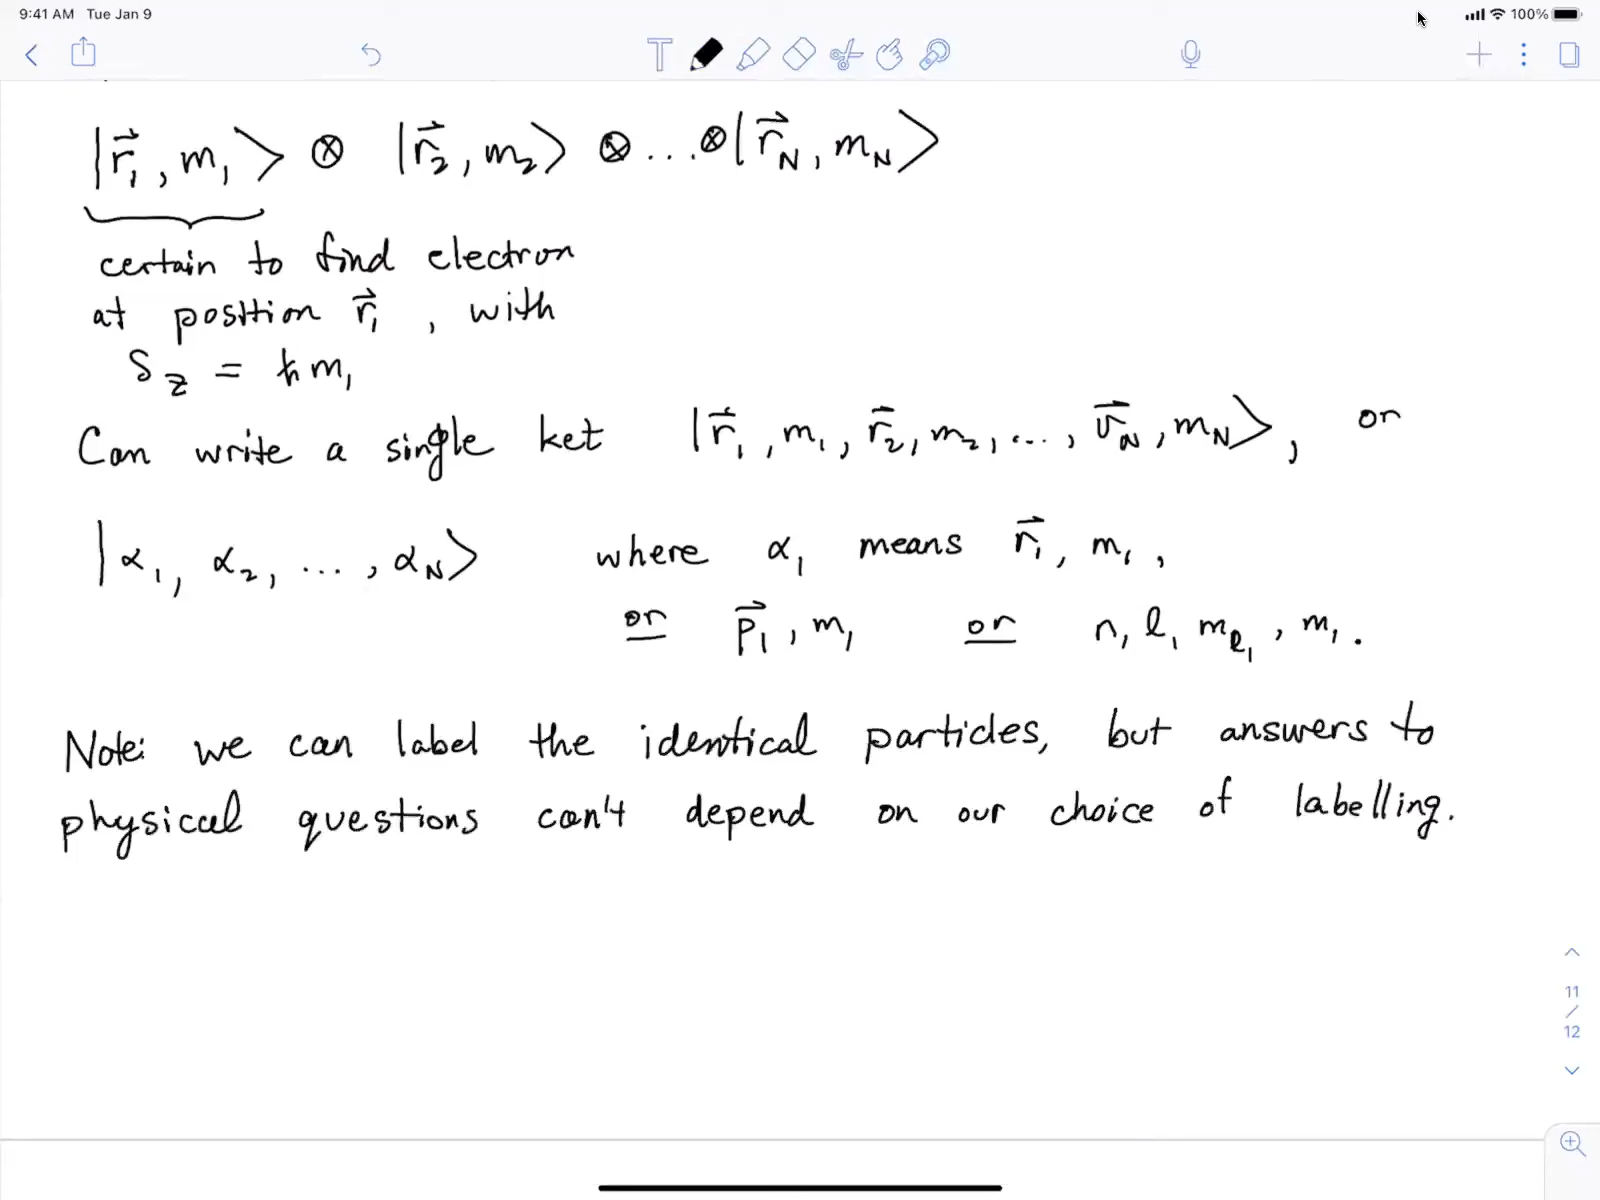 9:41 AM Tue Jan 9 100%
|r⃗₁, m₁⟩ ⊗ |r⃗₂, m₂⟩ ⊗ ... ⊗ |r⃗_N, m_N⟩
certain to find electron
at position r⃗₁, with
S_z = ħ m₁
Can write a single ket |r⃗₁, m₁, r⃗₂, m₂, ..., r⃗_N, m_N⟩, or
|α₁, α₂, ..., α_N⟩ where α₁ means r⃗₁, m₁,
or p⃗₁, m₁ or n, l, m_l₁, m₁.
Note: we can label the identical particles, but answers to
physical questions can't depend on our choice of labelling.
11
/
12